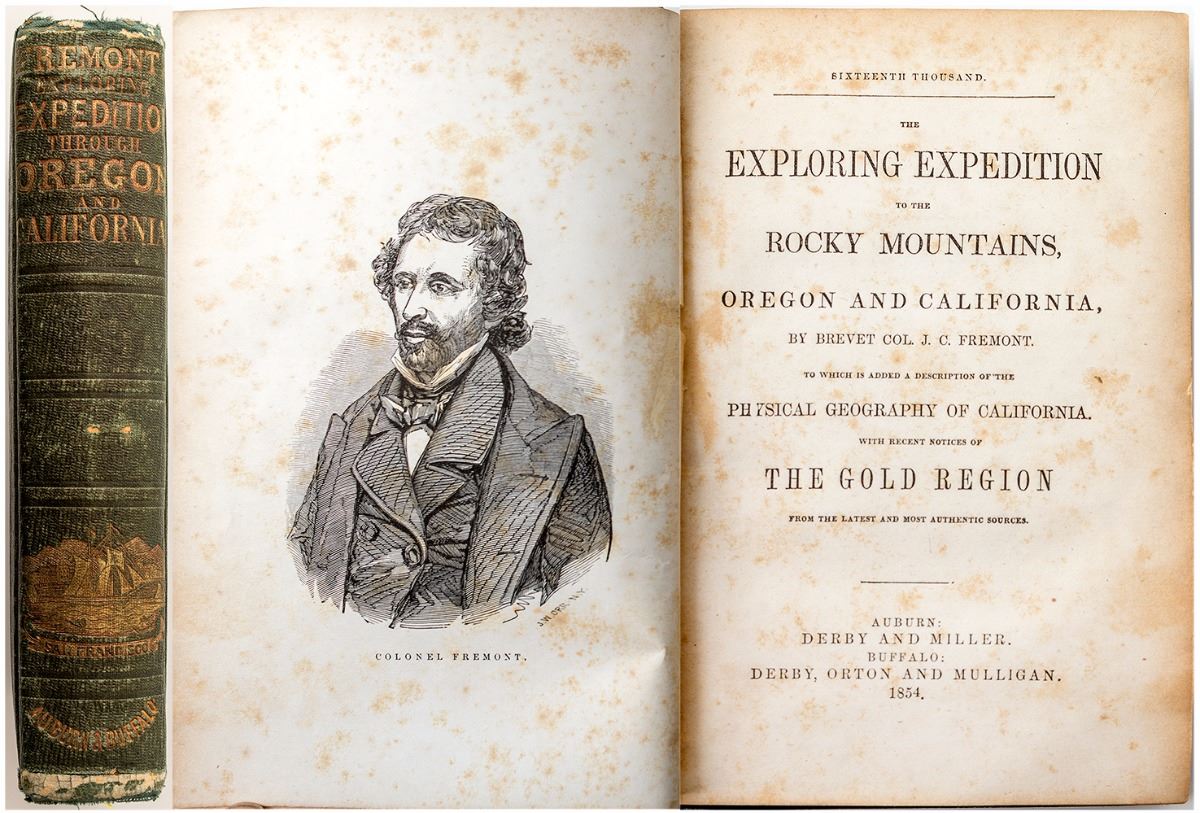 FREMONT'S
EXPLORING
EXPEDITION
THROUGH
OREGON
AND
CALIFORNIA
SAN FRANCISCO
AUBURN & BUFFALO
J.W. ORR. N.Y.
COLONEL FREMONT.
SIXTEENTH THOUSAND.
THE
EXPLORING EXPEDITION
TO THE
ROCKY MOUNTAINS,
OREGON AND CALIFORNIA,
BY BREVET COL. J. C. FREMONT.
TO WHICH IS ADDED A DESCRIPTION OF THE
PHYSICAL GEOGRAPHY OF CALIFORNIA.
WITH RECENT NOTICES OF
THE GOLD REGION
FROM THE LATEST AND MOST AUTHENTIC SOURCES.
AUBURN:
DERBY AND MILLER.
BUFFALO:
DERBY, ORTON AND MULLIGAN.
1854.